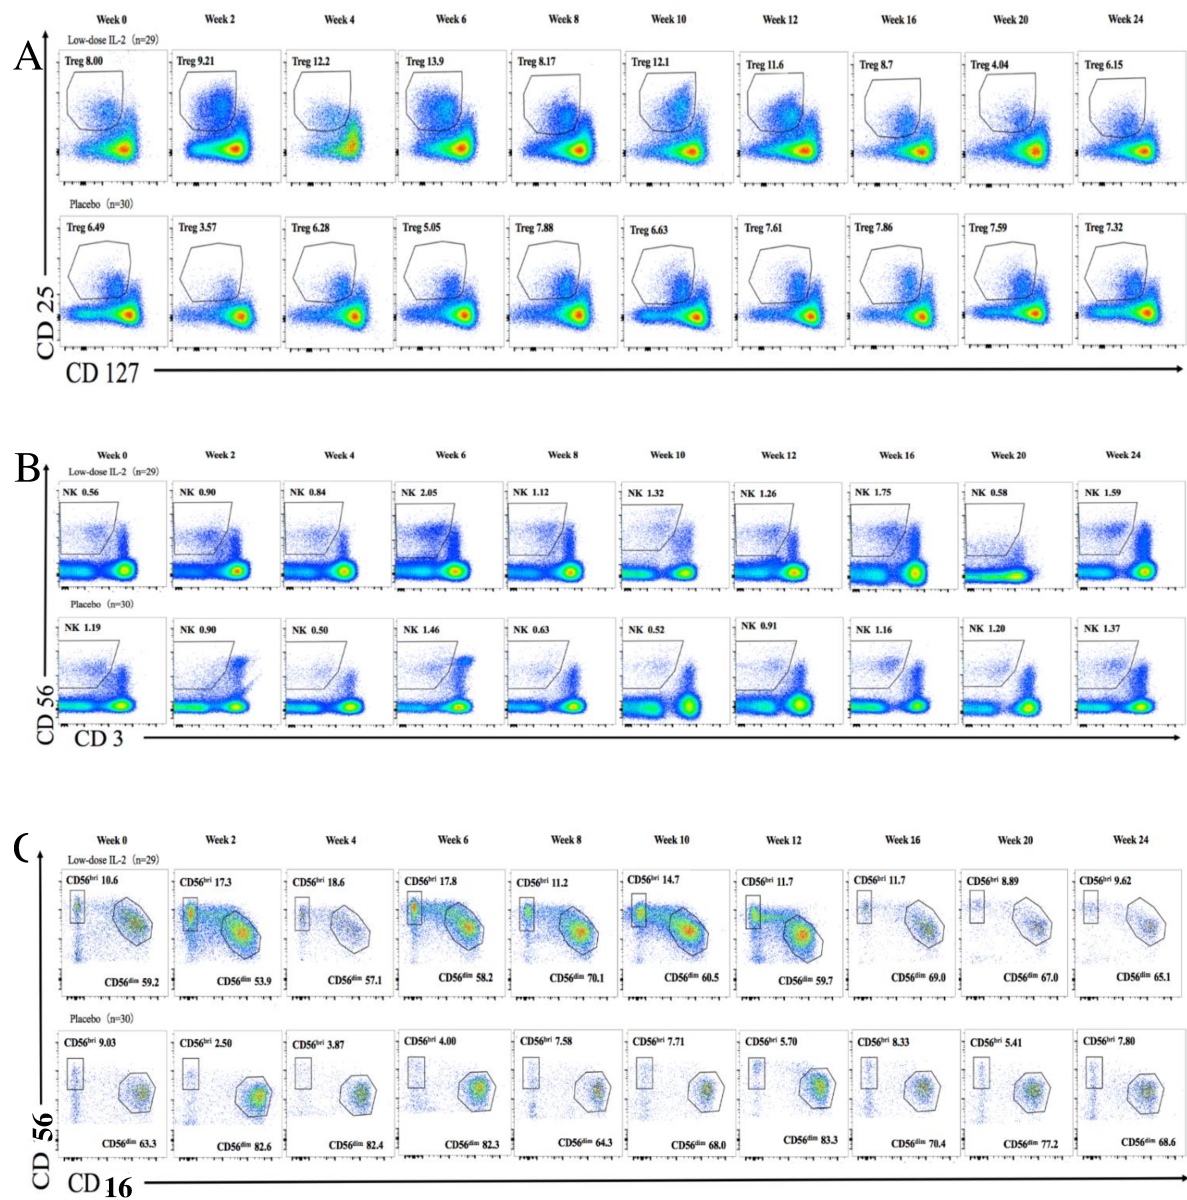 A
Week 0 Week 2 Week 4 Week 6 Week 8 Week 10 Week 12 Week 16 Week 20 Week 24
Low-dose IL-2 (n=29)
Treg 8.00 Treg 9.21 Treg 12.2 Treg 13.9 Treg 8.17 Treg 12.1 Treg 11.6 Treg 8.7 Treg 4.04 Treg 6.15
Placebo (n=30)
Treg 6.49 Treg 3.57 Treg 6.28 Treg 5.05 Treg 7.88 Treg 6.63 Treg 7.61 Treg 7.86 Treg 7.59 Treg 7.32
CD 25
CD 127
B
Week 0 Week 2 Week 4 Week 6 Week 8 Week 10 Week 12 Week 16 Week 20 Week 24
Low-dose IL-2 (n=29)
NK 0.56 NK 0.90 NK 0.84 NK 2.05 NK 1.12 NK 1.32 NK 1.26 NK 1.75 NK 0.58 NK 1.59
Placebo (n=30)
NK 1.19 NK 0.90 NK 0.50 NK 1.46 NK 0.63 NK 0.52 NK 0.91 NK 1.16 NK 1.20 NK 1.37
CD 56
CD 3
C
Week 0 Week 2 Week 4 Week 6 Week 8 Week 10 Week 12 Week 16 Week 20 Week 24
Low-dose IL-2 (n=29)
CD56bri 10.6 CD56bri 17.3 CD56bri 18.6 CD56bri 17.8 CD56bri 11.2 CD56bri 14.7 CD56bri 11.7 CD56bri 11.7 CD56bri 8.89 CD56bri 9.62
CD56dim 59.2 CD56dim 53.9 CD56dim 57.1 CD56dim 58.2 CD56dim 70.1 CD56dim 60.5 CD56dim 59.7 CD56dim 69.0 CD56dim 67.0 CD56dim 65.1
Placebo (n=30)
CD56bri 9.03 CD56bri 2.50 CD56bri 3.87 CD56bri 4.00 CD56bri 7.58 CD56bri 7.71 CD56bri 5.70 CD56bri 8.33 CD56bri 5.41 CD56bri 7.80
CD56dim 63.3 CD56dim 82.6 CD56dim 82.4 CD56dim 82.3 CD56dim 64.3 CD56dim 68.0 CD56dim 83.3 CD56dim 70.4 CD56dim 77.2 CD56dim 68.6
CD 56
CD 16